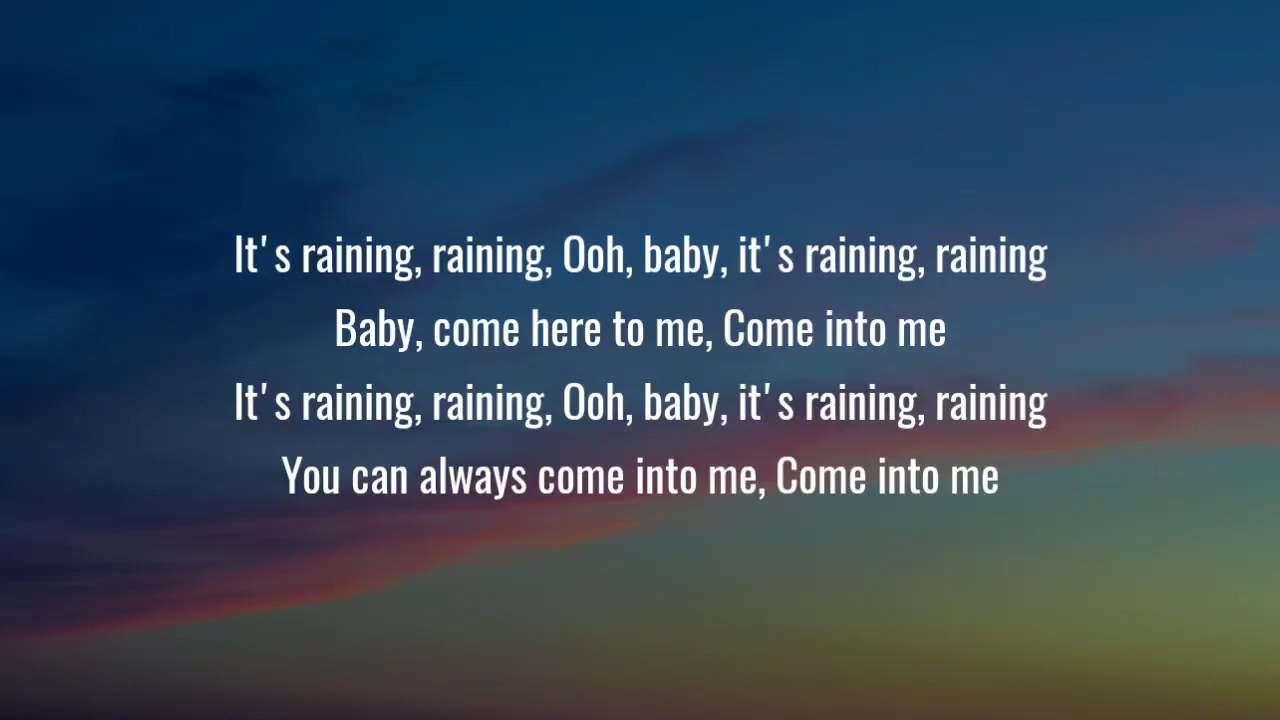 It's raining, raining, Ooh, baby, it's raining, raining
Baby, come here to me, Come into me
It's raining, raining, Ooh, baby, it's raining, raining
You can always come into me, Come into me